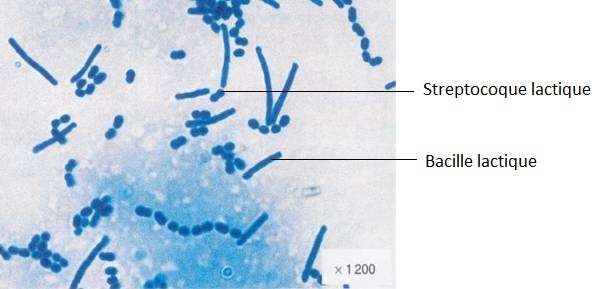 Streptocoque lactique
Bacille lactique
× 1 200